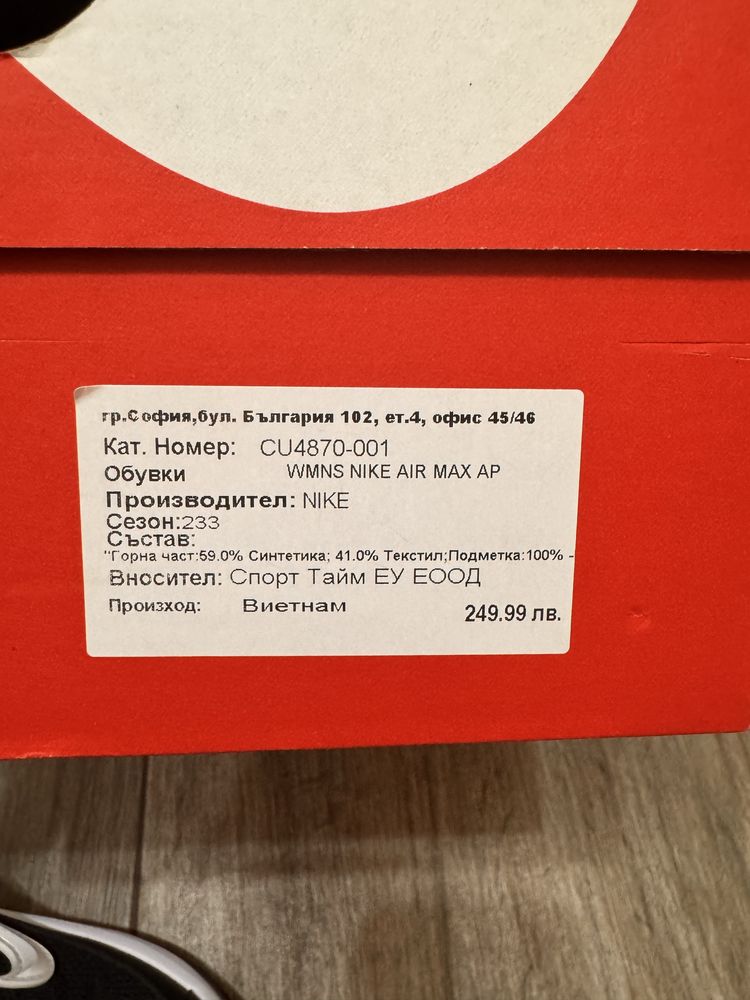 гр.София,бул. България 102, ет.4, офис 45/46
Кат. Номер: CU4870-001
Обувки WMNS NIKE AIR MAX AP
Производител: NIKE
Сезон:233
Състав:
"Горна част:59.0% Синтетика; 41.0% Текстил;Подметка:100% -
Вносител: Спорт Тайм ЕУ ЕООД
Произход: Виетнам 249.99 лв.